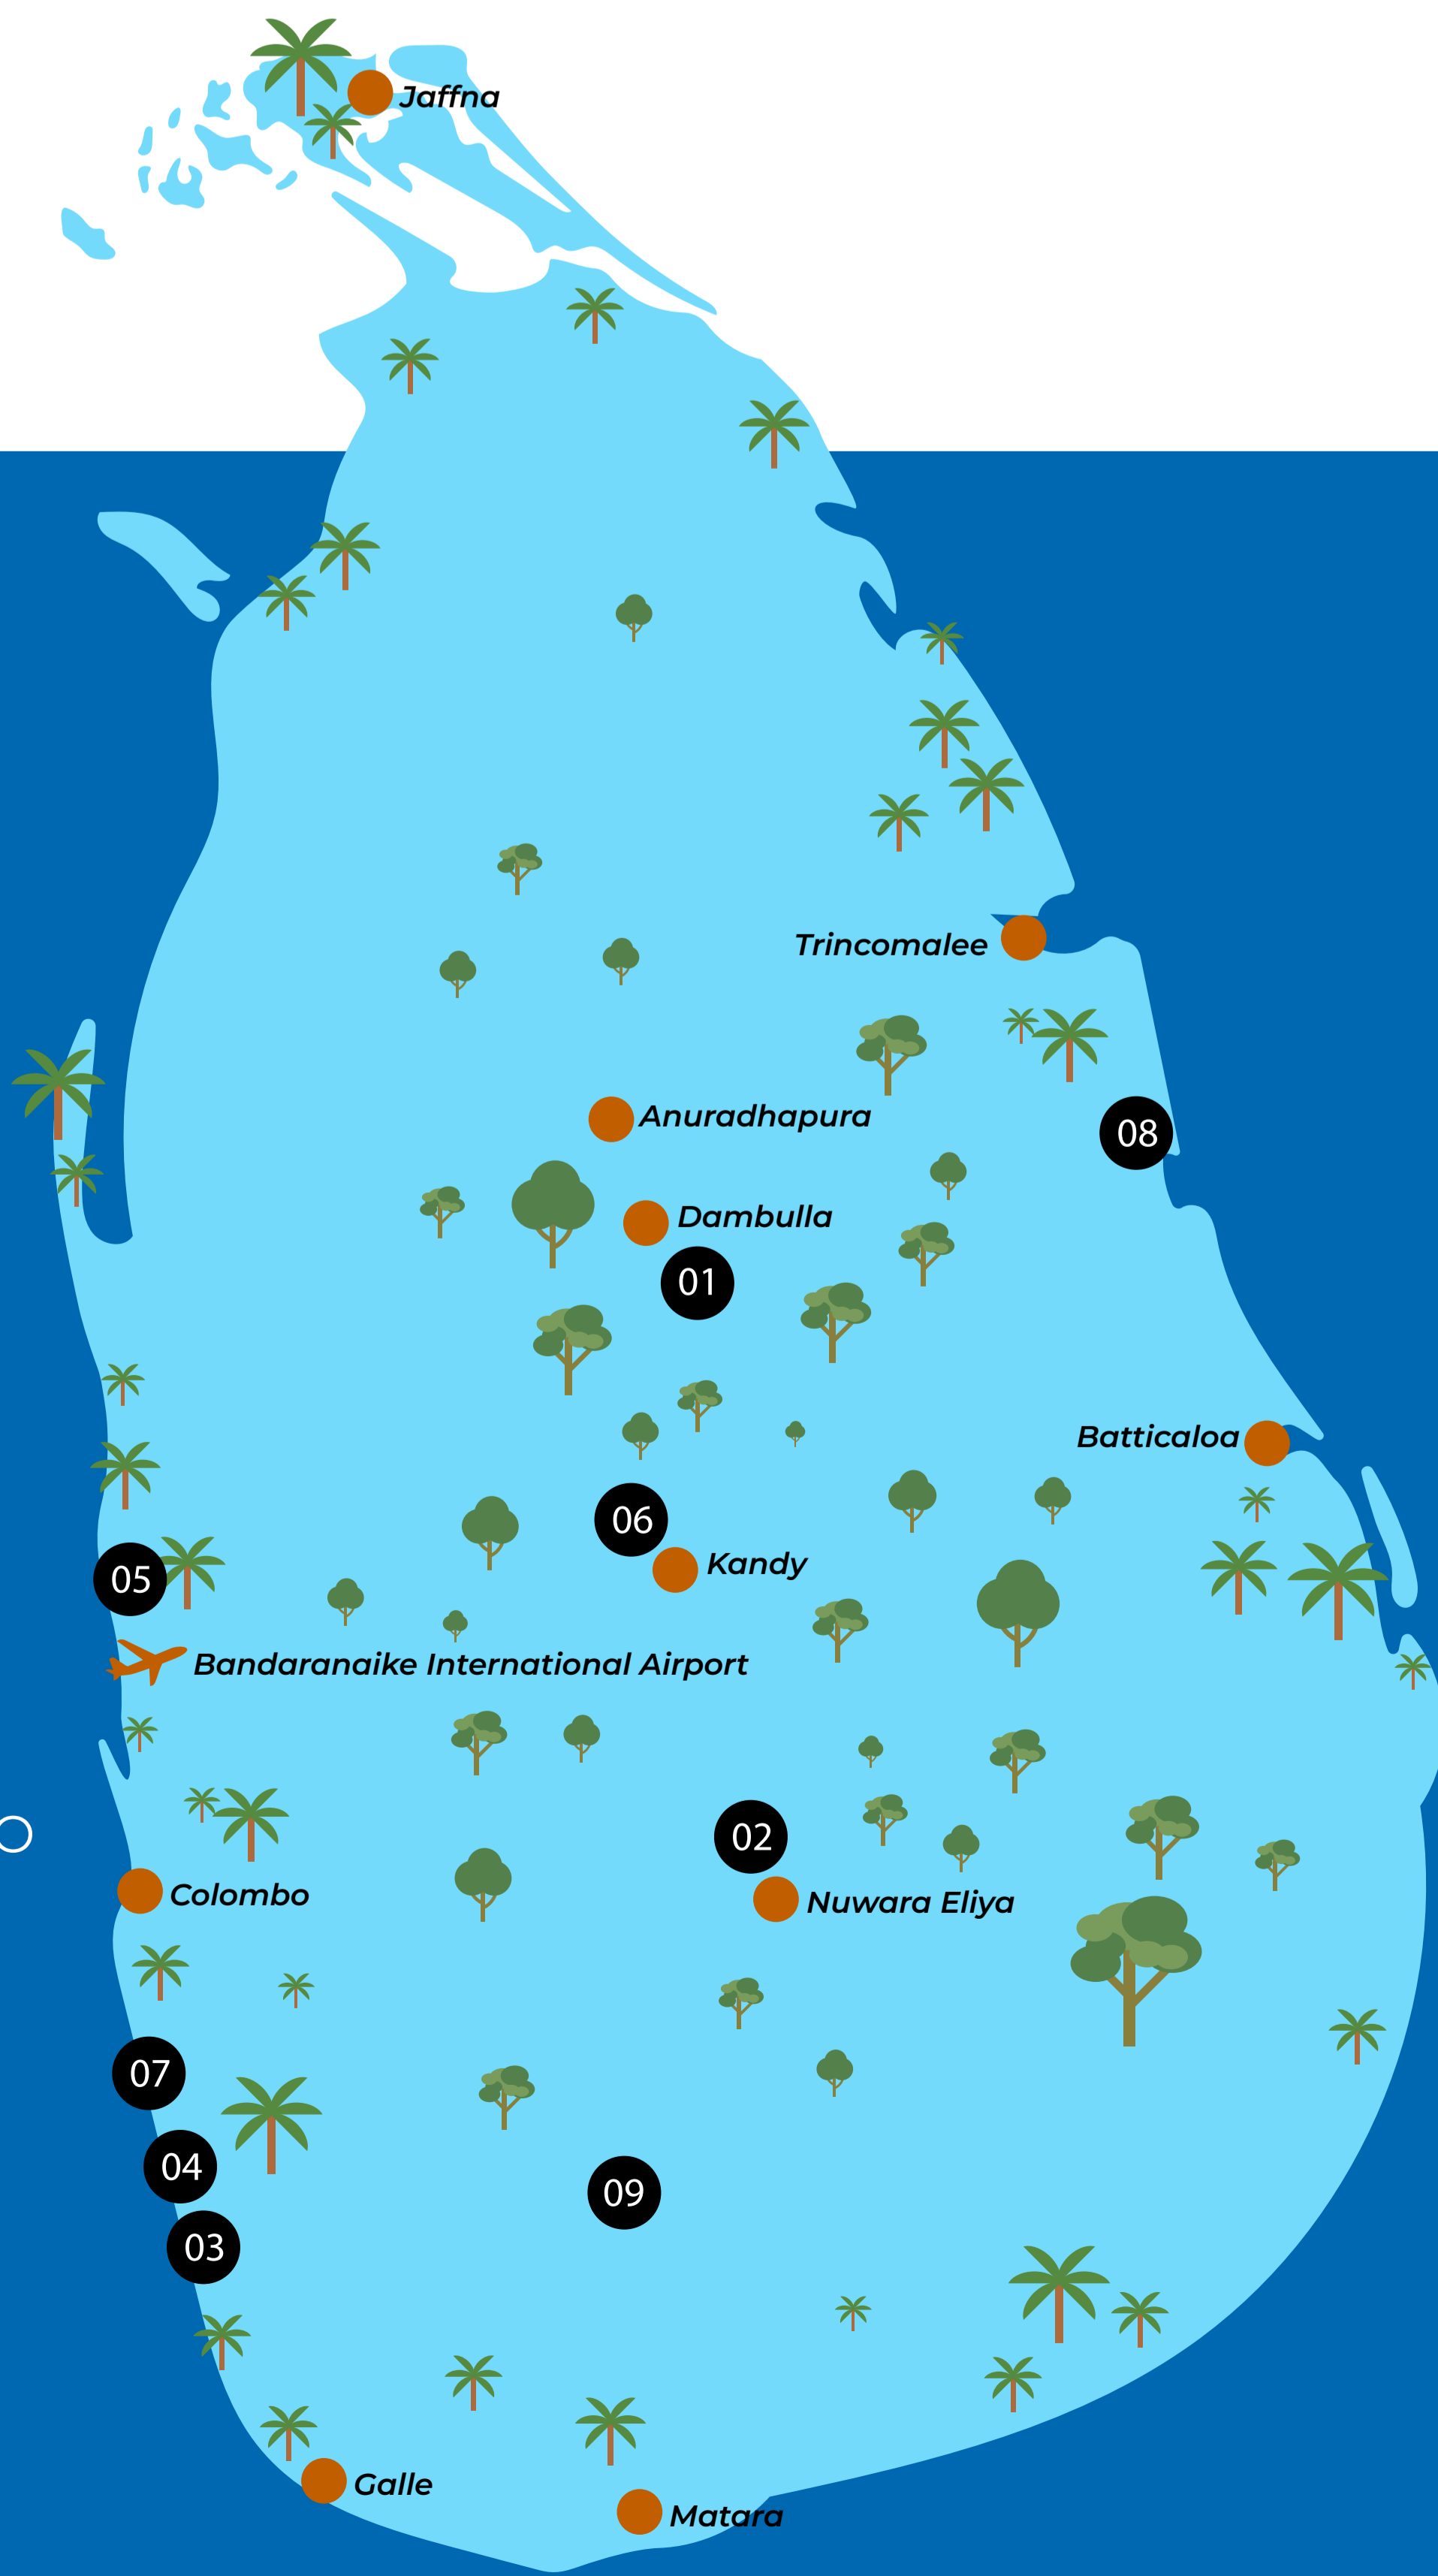 Jaffna
Trincomalee
Anuradhapura
08
Dambulla
01
Batticaloa
06
Kandy
05
Bandaranaike International Airport
02
Colombo
Nuwara Eliya
07
04
09
03
Galle
Matara